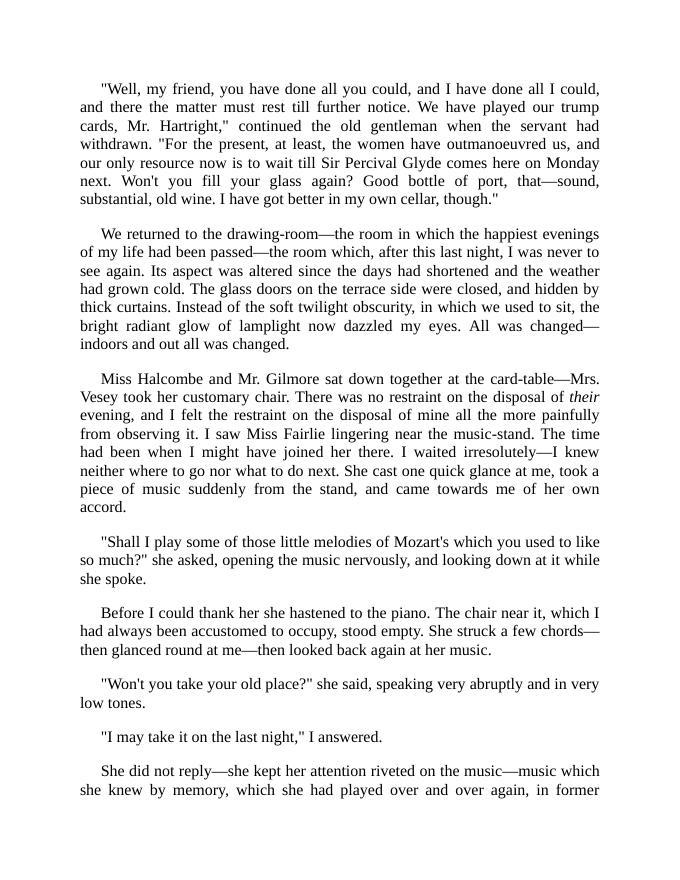 "Well, my friend, you have done all you could, and I have done all I could,
and there the matter must rest till further notice. We have played our trump
cards, Mr. Hartright," continued the old gentleman when the servant had
withdrawn. "For the present, at least, the women have outmanoeuvred us, and
our only resource now is to wait till Sir Percival Glyde comes here on Monday
next. Won't you fill your glass again? Good bottle of port, that—sound,
substantial, old wine. I have got better in my own cellar, though."
We returned to the drawing-room—the room in which the happiest evenings
of my life had been passed—the room which, after this last night, I was never to
see again. Its aspect was altered since the days had shortened and the weather
had grown cold. The glass doors on the terrace side were closed, and hidden by
thick curtains. Instead of the soft twilight obscurity, in which we used to sit, the
bright radiant glow of lamplight now dazzled my eyes. All was changed—
indoors and out all was changed.
Miss Halcombe and Mr. Gilmore sat down together at the card-table—Mrs.
Vesey took her customary chair. There was no restraint on the disposal of their
evening, and I felt the restraint on the disposal of mine all the more painfully
from observing it. I saw Miss Fairlie lingering near the music-stand. The time
had been when I might have joined her there. I waited irresolutely—I knew
neither where to go nor what to do next. She cast one quick glance at me, took a
piece of music suddenly from the stand, and came towards me of her own
accord.
"Shall I play some of those little melodies of Mozart's which you used to like
so much?" she asked, opening the music nervously, and looking down at it while
she spoke.
Before I could thank her she hastened to the piano. The chair near it, which I
had always been accustomed to occupy, stood empty. She struck a few chords—
then glanced round at me—then looked back again at her music.
"Won't you take your old place?" she said, speaking very abruptly and in very
low tones.
"I may take it on the last night," I answered.
She did not reply—she kept her attention riveted on the music—music which
she knew by memory, which she had played over and over again, in former